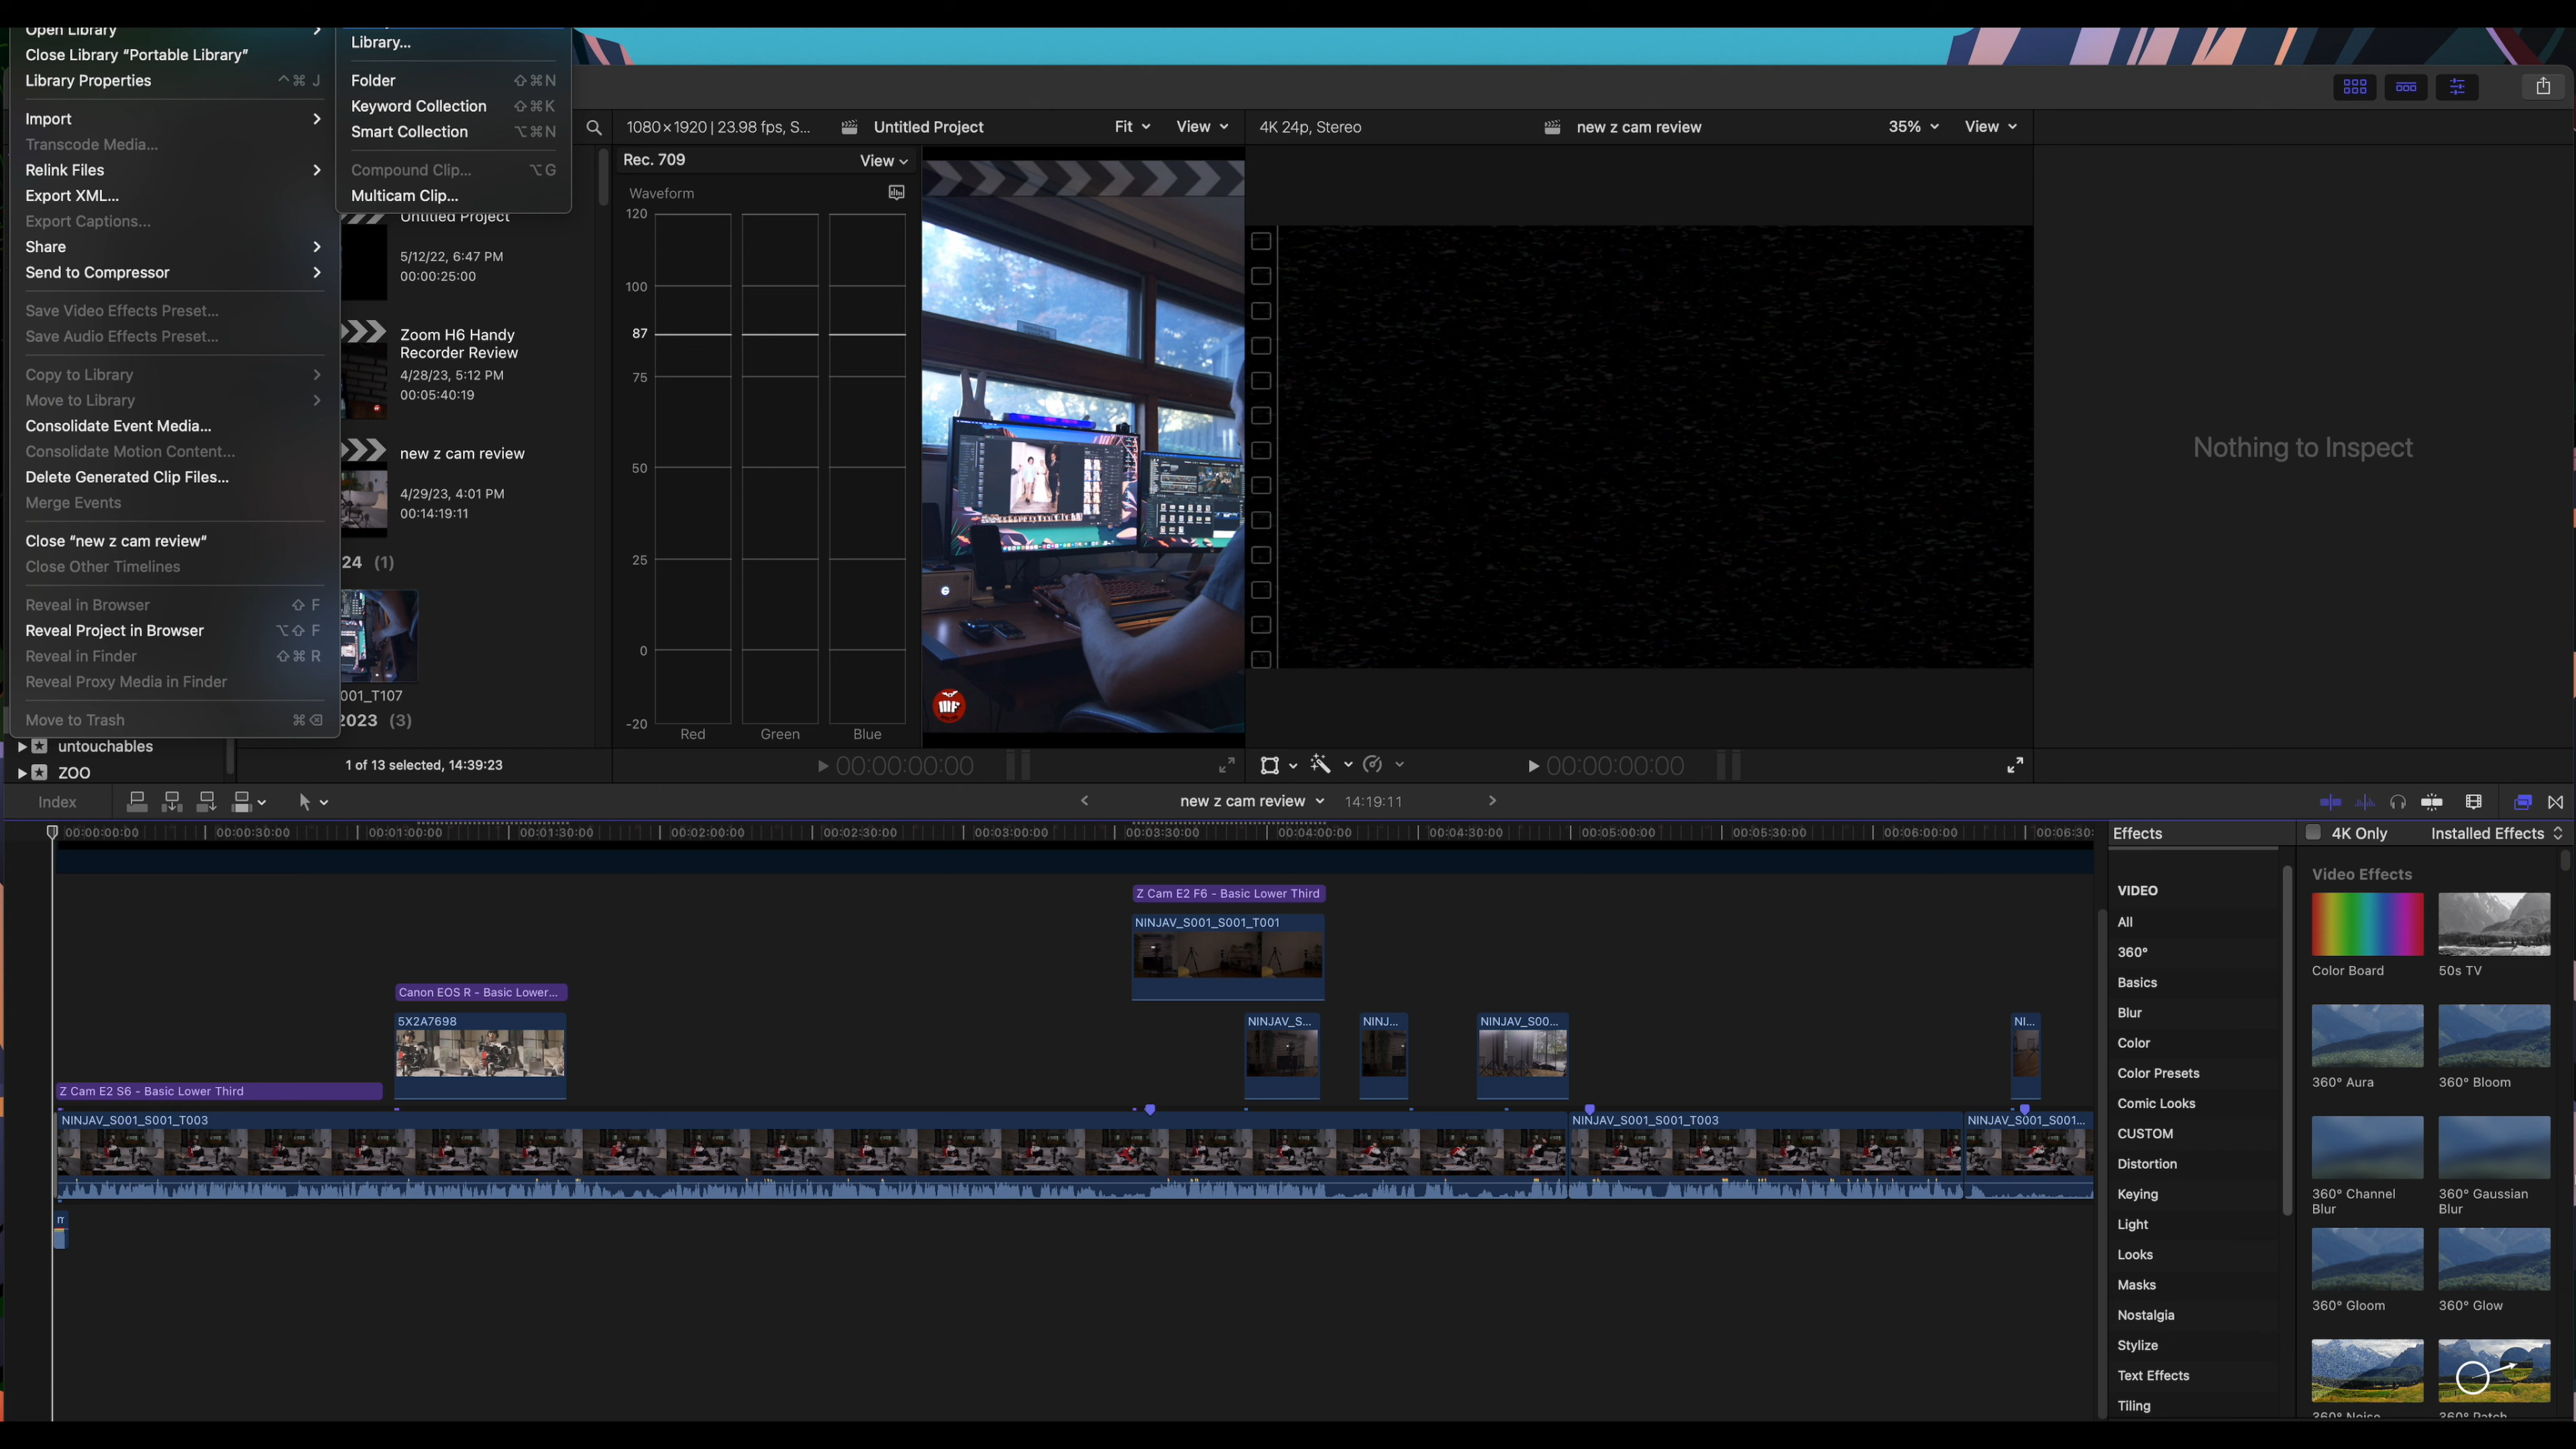 Open Library
Close Library “Portable Library”
Library Properties ⌃⌘ J
Import
Transcode Media...
Relink Files
Export XML...
Export Captions...
Share
Send to Compressor
Save Video Effects Preset...
Save Audio Effects Preset...
Copy to Library
Move to Library
Consolidate Event Media...
Consolidate Motion Content...
Delete Generated Clip Files...
Merge Events
Close “new z cam review”
Close Other Timelines
Reveal in Browser ⇧ F
Reveal Project in Browser ⌥⇧ F
Reveal in Finder ⇧⌘ R
Reveal Proxy Media in Finder
Move to Trash ⌘⌫
untouchables
ZOO
Library...
Folder ⇧⌘N
Keyword Collection ⇧⌘K
Smart Collection ⌥⌘N
Compound Clip... ⌥G
Multicam Clip...
Untitled Project
5/12/22, 6:47 PM
00:00:25:00
Zoom H6 Handy
Recorder Review
4/28/23, 5:12 PM
00:05:40:19
new z cam review
4/29/23, 4:01 PM
00:14:19:11
24 (1)
001_T107
2023 (3)
1 of 13 selected, 14:39:23
1080×1920 | 23.98 fps, S...
Untitled Project
Fit
View
Rec. 709
View
Waveform
120
100
87
75
50
25
0
-20
Red
Green
Blue
00:00:00:00
4K 24p, Stereo
new z cam review
35%
View
00:00:00:00
Nothing to Inspect
Index
new z cam review
14:19:11
00:00:00:00
00:00:30:00
00:01:00:00
00:01:30:00
00:02:00:00
00:02:30:00
00:03:00:00
00:03:30:00
00:04:00:00
00:04:30:00
00:05:00:00
00:05:30:00
00:06:00:00
00:06:30:
Z Cam E2 F6 - Basic Lower Third
NINJAV_S001_S001_T001
Canon EOS R - Basic Lower...
5X2A7698
NINJAV_S...
NINJ...
NINJAV_S00...
NI...
Z Cam E2 S6 - Basic Lower Third
NINJAV_S001_S001_T003
NINJAV_S001_S001_T003
NINJAV_S001_S001...
Effects
4K Only
Installed Effects
VIDEO
All
360°
Basics
Blur
Color
Color Presets
Comic Looks
CUSTOM
Distortion
Keying
Light
Looks
Masks
Nostalgia
Stylize
Text Effects
Tiling
Video Effects
Color Board
50s TV
360° Aura
360° Bloom
360° Channel
Blur
360° Gaussian
Blur
360° Gloom
360° Glow
360° Noise
360° Patch